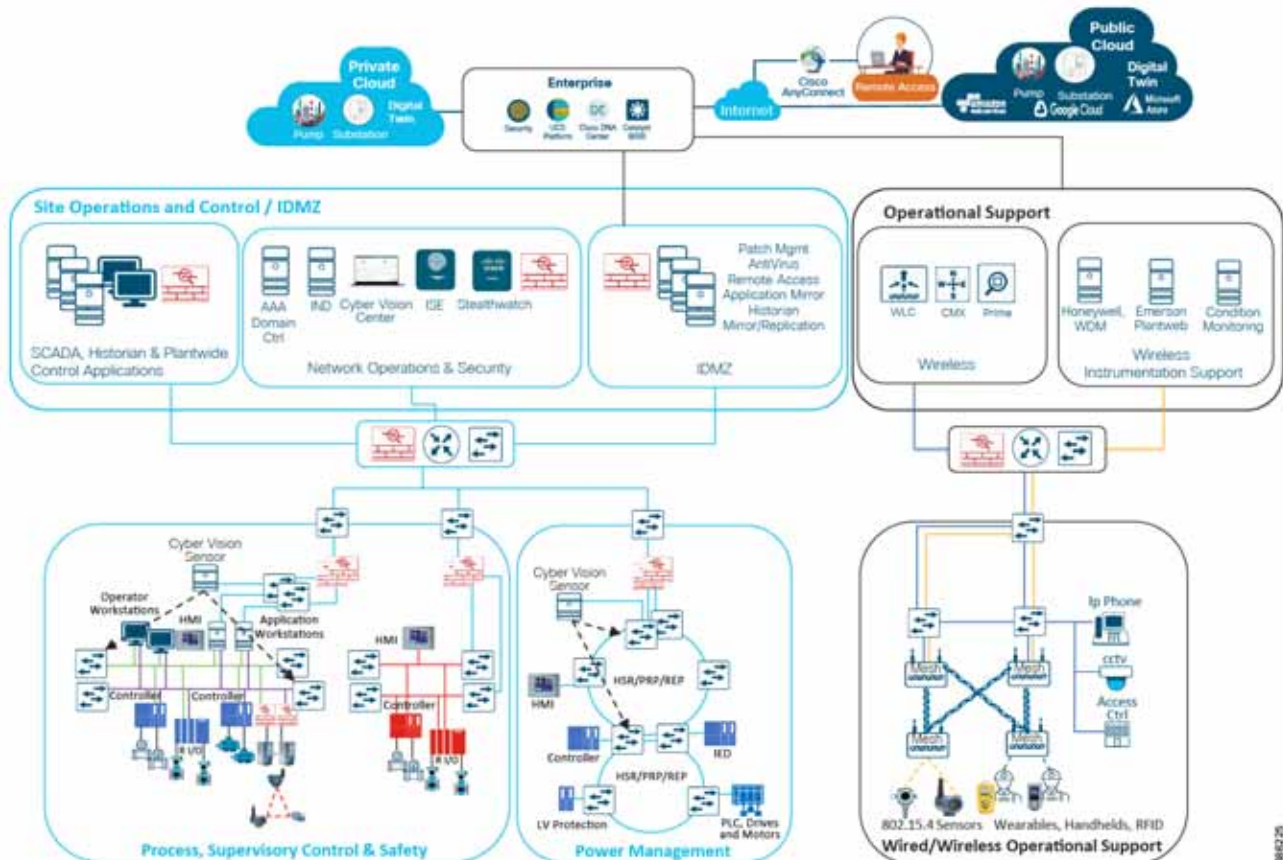 Private
Cloud
Pump
Substation
Digital
Twin
Enterprise
Security
UCS
Platform
Cisco DNA
Center
Catalyst
Internet
Cisco
AnyConnect
Remote Access
Public
Cloud
Pump
Substation
Digital
Twin
amazon
Google Cloud
Microsoft
Azure
Site Operations and Control / IDMZ
SCADA, Historian & Plantwide
Control Applications
AAA
Domain
Ctrl
IND
Cyber Vision
Center
ISE
Stealthwatch
Network Operations & Security
Patch Mgmt
AntiVirus
Remote Access
Application Mirror
Historian
Mirror/Replication
IDMZ
Operational Support
WLC
CMX
Prime
Wireless
Honeywell,
WDM
Emerson
Plantweb
Condition
Monitoring
Wireless
Instrumentation Support
Cyber Vision
Sensor
Operator
Workstations
HMI
Application
Workstations
Controller
Controller
R I/O
HMI
Controller
R I/O
Process, Supervisory Control & Safety
Cyber Vision
Sensor
HSR/PRP/REP
HMI
Controller
IED
HSR/PRP/REP
LV Protection
PLC, Drives
and Motors
Power Management
Ip Phone
cctv
Access
Ctrl
Mesh
Mesh
Mesh
Mesh
802.15.4 Sensors
Wearables, Handhelds, RFID
Wired/Wireless Operational Support